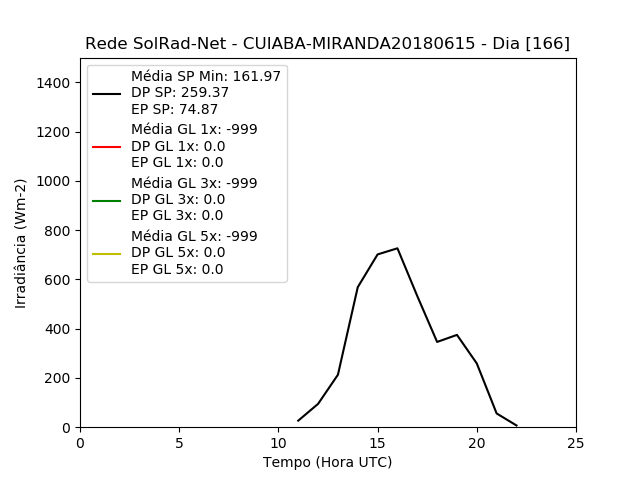 Rede SolRad-Net - CUIABA-MIRANDA20180615 - Dia [166]
Média SP Min: 161.97
DP SP: 259.37
EP SP: 74.87
Média GL 1x: -999
DP GL 1x: 0.0
EP GL 1x: 0.0
Média GL 3x: -999
DP GL 3x: 0.0
EP GL 3x: 0.0
Média GL 5x: -999
DP GL 5x: 0.0
EP GL 5x: 0.0
Irradiância (Wm-2)
1400
1200
1000
800
600
400
200
0
0 5 10 15 20 25
Tempo (Hora UTC)